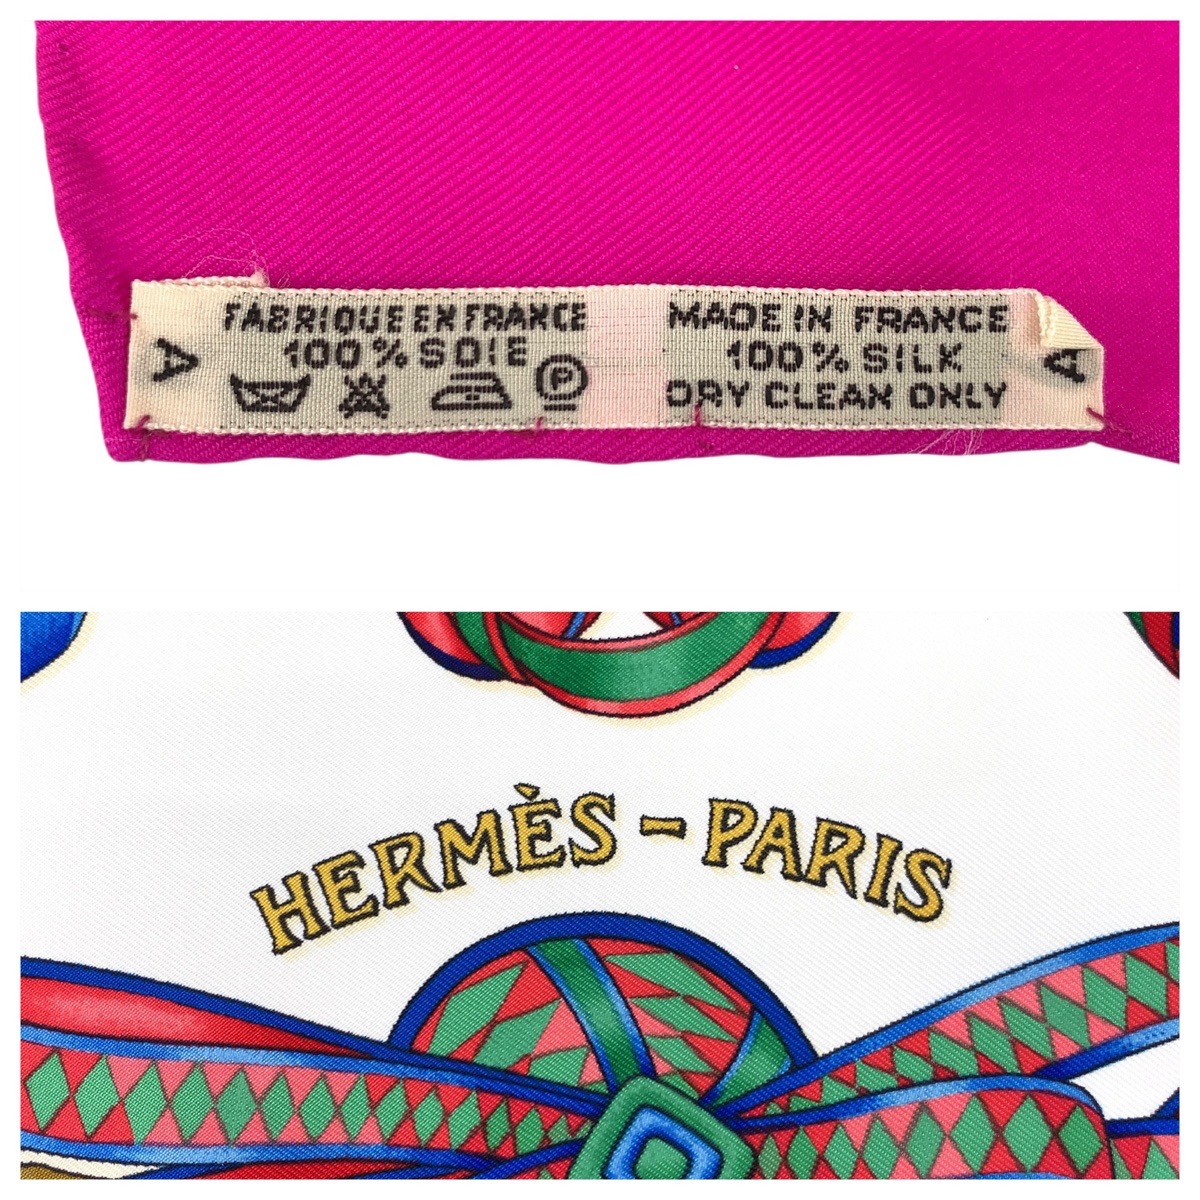 FABRIQUE EN FRANCE
100% SOIE
P
A
MADE IN FRANCE
100% SILK
DRY CLEAN ONLY
A
HERMÈS - PARIS